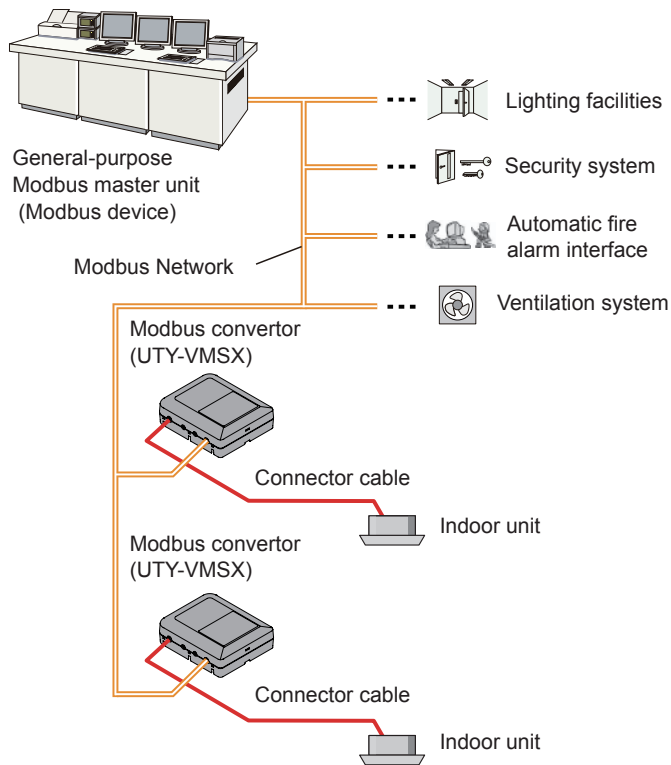 Lighting facilities
General-purpose
Modbus master unit
(Modbus device)
Security system
Automatic fire
alarm interface
Modbus Network
Ventilation system
Modbus convertor
(UTY-VMSX)
Connector cable
Indoor unit
Modbus convertor
(UTY-VMSX)
Connector cable
Indoor unit